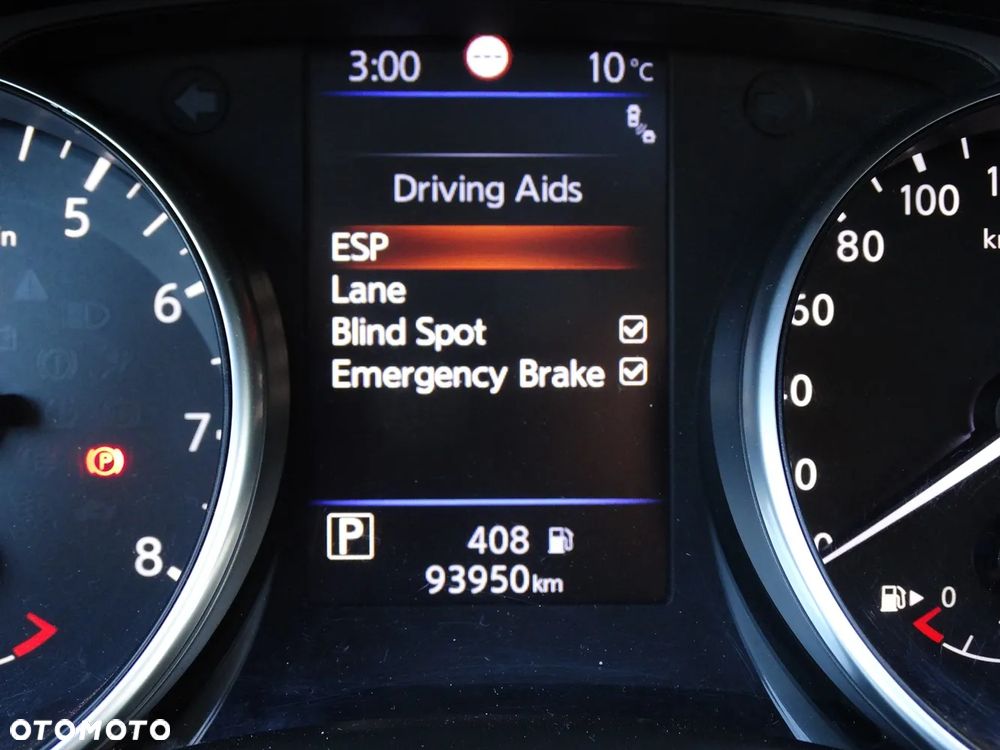 3:00
10 °C
Driving Aids
ESP
Lane
Blind Spot
Emergency Brake
P
408
93950km
5
6
7
8
P
100
80
60
0
OTOMOTO